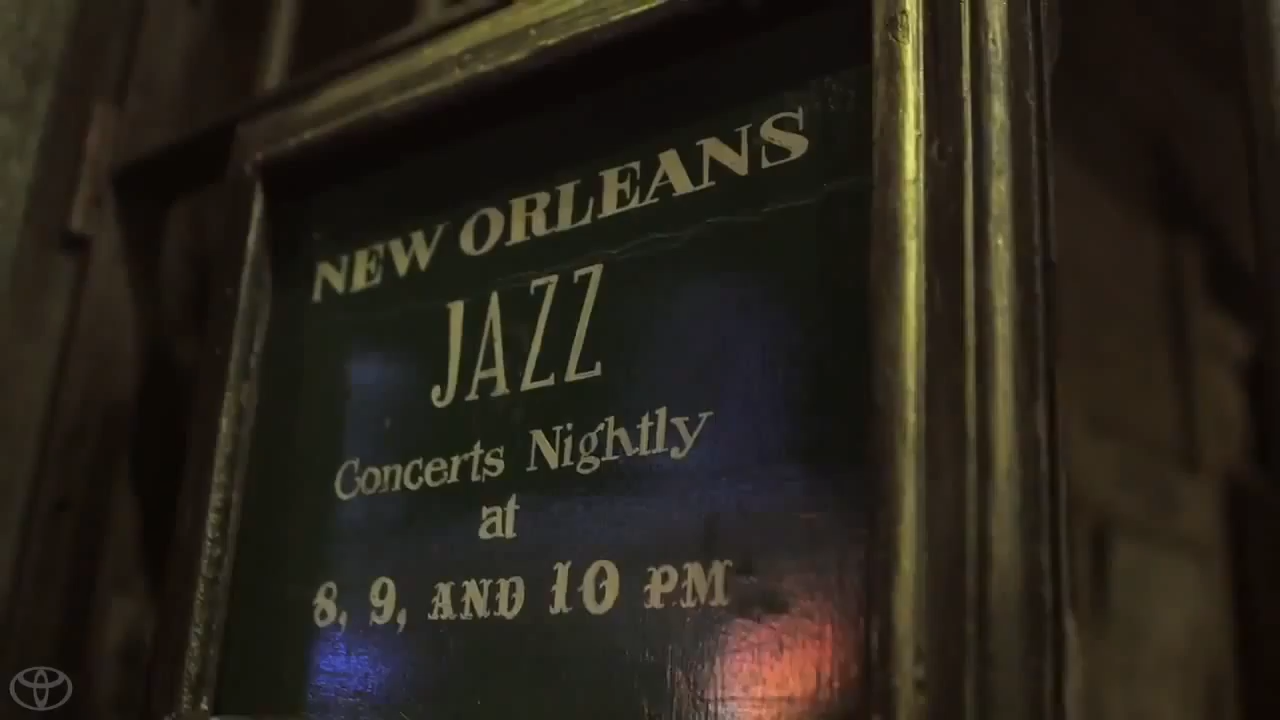 NEW ORLEANS
JAZZ
Concerts Nightly
at
8, 9, AND 10 PM